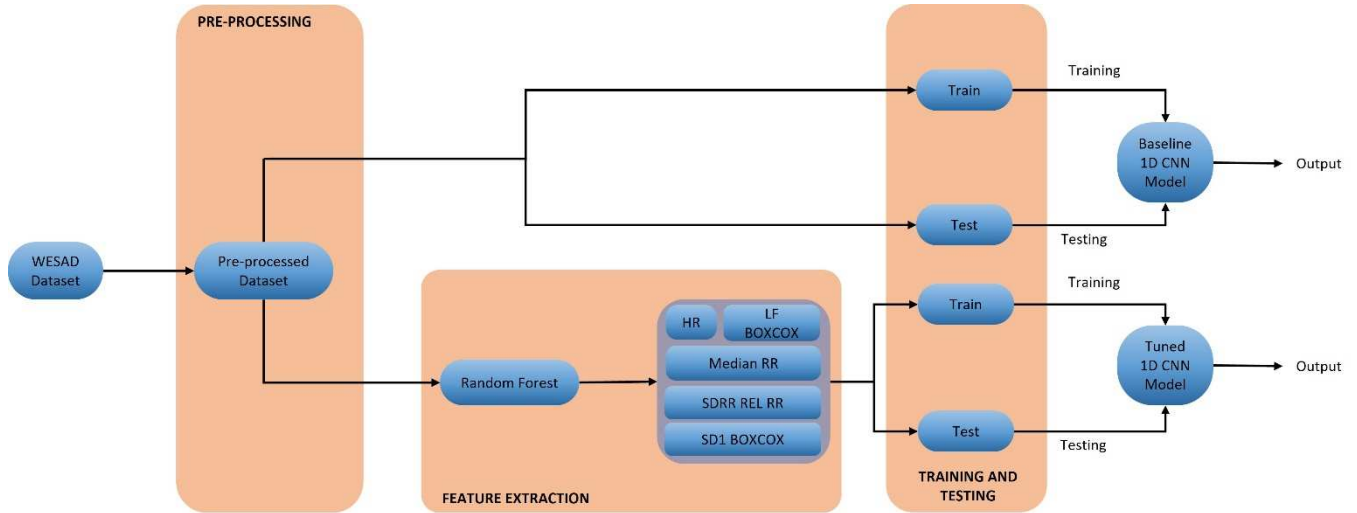 PRE-PROCESSING
WESAD
Dataset
Pre-processed
Dataset
Train
Training
Baseline
1D CNN
Model
Output
Test
Testing
Random Forest
HR
LF
BOXCOX
Median RR
SDRR REL RR
SD1 BOXCOX
FEATURE EXTRACTION
Train
Training
Tuned
1D CNN
Model
Output
Test
Testing
TRAINING AND
TESTING